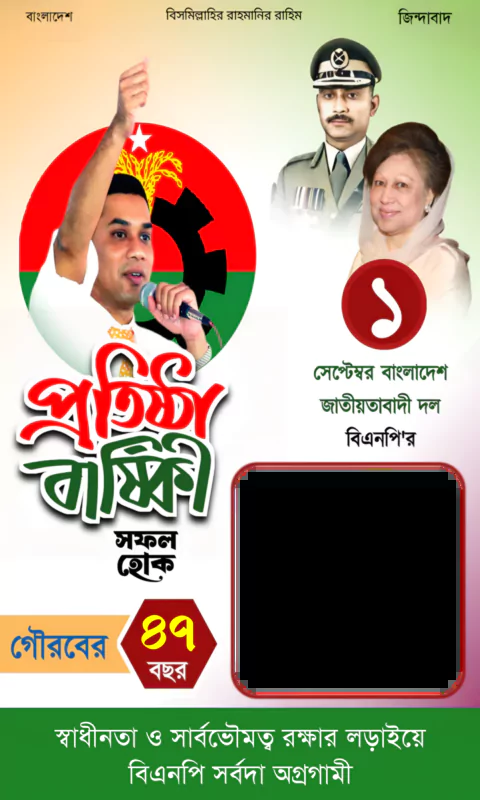 বাংলাদেশ
বিসমিল্লাহির রাহমানির রাহিম
জিন্দাবাদ
১
সেপ্টেম্বর বাংলাদেশ
জাতীয়তাবাদী দল
বিএনপি'র
প্রতিষ্ঠা
বার্ষিকী
সফল
হোক
গৌরবের
৪৭
বছর
স্বাধীনতা ও সার্বভৌমত্ব রক্ষার লড়াইয়ে
বিএনপি সর্বদা অগ্রগামী